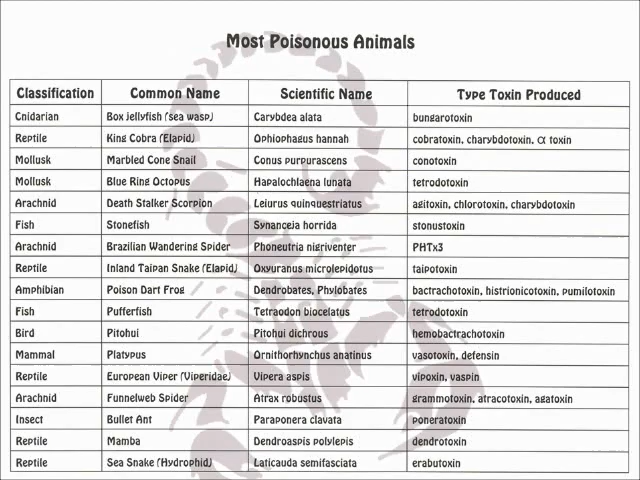 Most Poisonous Animals
Classification Common Name Scientific Name Type Toxin Produced
Cnidarian Box Jellyfish (sea wasp) Carybdea alata bungarotoxin
Reptile King Cobra (Elapid) Ophiophagus hannah cobratoxin, charybdotoxin, α toxin
Mollusk Marbled Cone Snail Conus purpurascens conotoxin
Mollusk Blue Ring Octopus Hapalochlaena lunata tetrodotoxin
Arachnid Death Stalker Scorpion Leiurus quinquestriatus agitoxin, chlorotoxin, charybdotoxin
Fish Stonefish Synanceja horrida stonustoxin
Arachnid Brazilian Wandering Spider Phoneutria nigriventer PHTx3
Reptile Inland Taipan Snake (Elapid) Oxyuranus microlepidotus taipotoxin
Amphibian Poison Dart Frog Dendrobates, Phylobates bactrachotoxin, histrionicotoxin, pumilotoxin
Fish Pufferfish Tetraodon biocelatus tetrodotoxin
Bird Pitohui Pitohui dichrous hemobactrachotoxin
Mammal Platypus Ornithorhynchus anatinus vasotoxin, defensin
Reptile European Viper (Viperidae) Vipera aspis vipoxin, vaspin
Arachnid Funnelweb Spider Atrax robustus grammotoxin, atracotoxin, agatoxin
Insect Bullet Ant Paraponera clavata poneratoxin
Reptile Mamba Dendroaspis polylepis dendrotoxin
Reptile Sea Snake (Hydrophid) Laticauda semifasciata erabutoxin